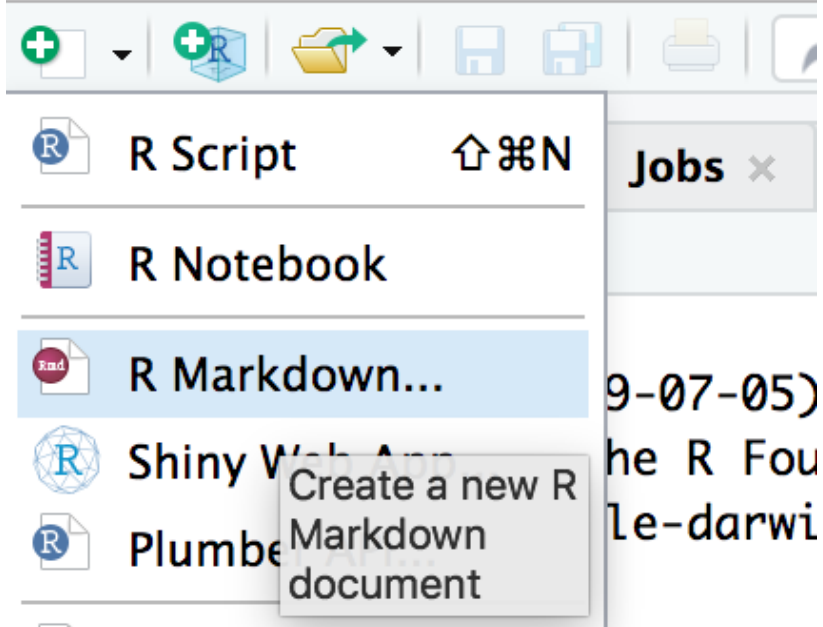 R Script ⇧⌘N
Jobs ×
R Notebook
R Markdown...
9-07-05)
Shiny Web App...
he R Fou
Create a new R
Markdown
document
le-darwi
Plumber API...